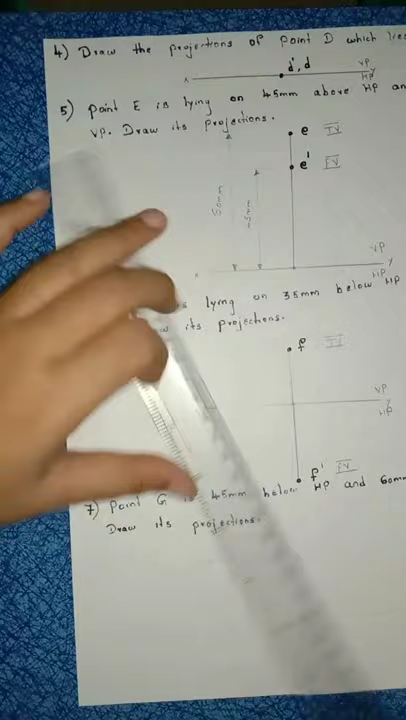 4) Draw the projections of point D which lies
d', d
x
VP
HP
5) point E is lying on 45mm above HP an
VP. Draw its projections.
e TV
e' FV
VP
x
HP
y
s lying on 35mm below HP
its projections.
f TV
VP
y
HP
f' FV
7) point G is 45mm below HP and 60mm
Draw its projections.